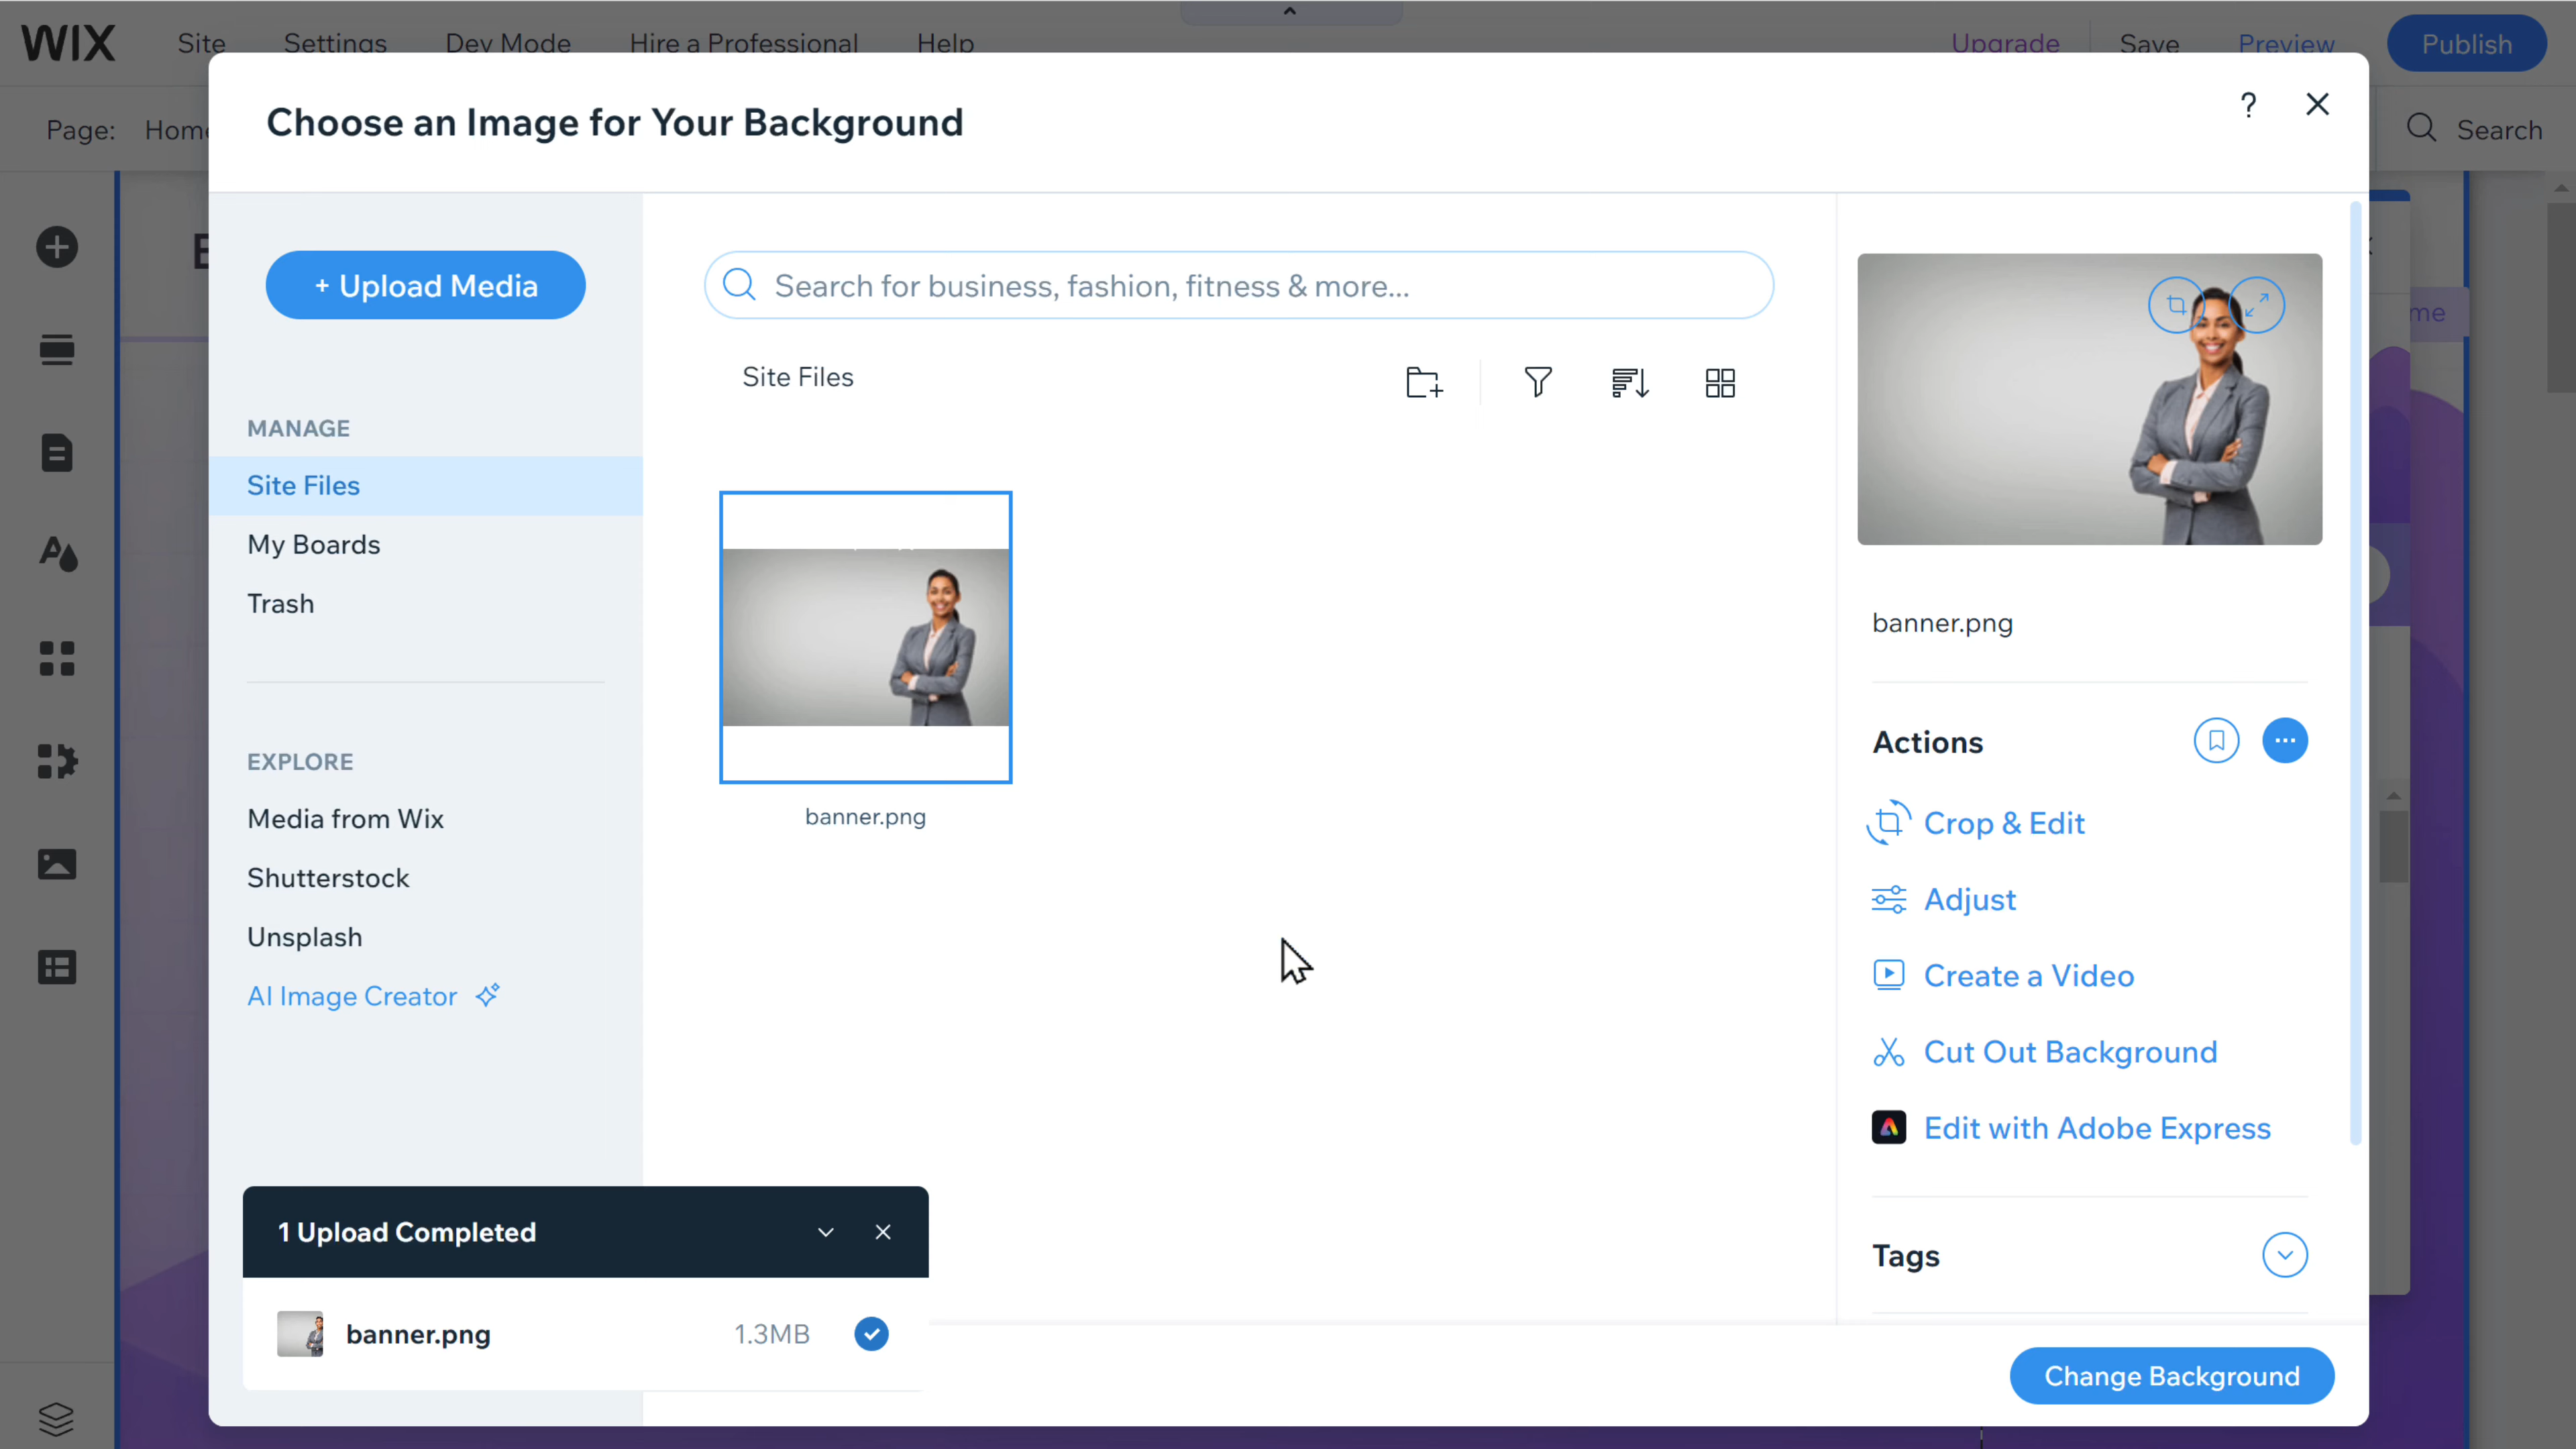 WIX Site Settings Dev Mode Hire a Professional Help Upgrade Save Preview Publish
Page: Home Search
Choose an Image for Your Background ?
+ Upload Media
Search for business, fashion, fitness & more...
Site Files
MANAGE
Site Files
My Boards
Trash
EXPLORE
Media from Wix
Shutterstock
Unsplash
AI Image Creator
banner.png
banner.png
Actions
Crop & Edit
Adjust
Create a Video
Cut Out Background
Edit with Adobe Express
Tags
1 Upload Completed
banner.png 1.3MB
Change Background